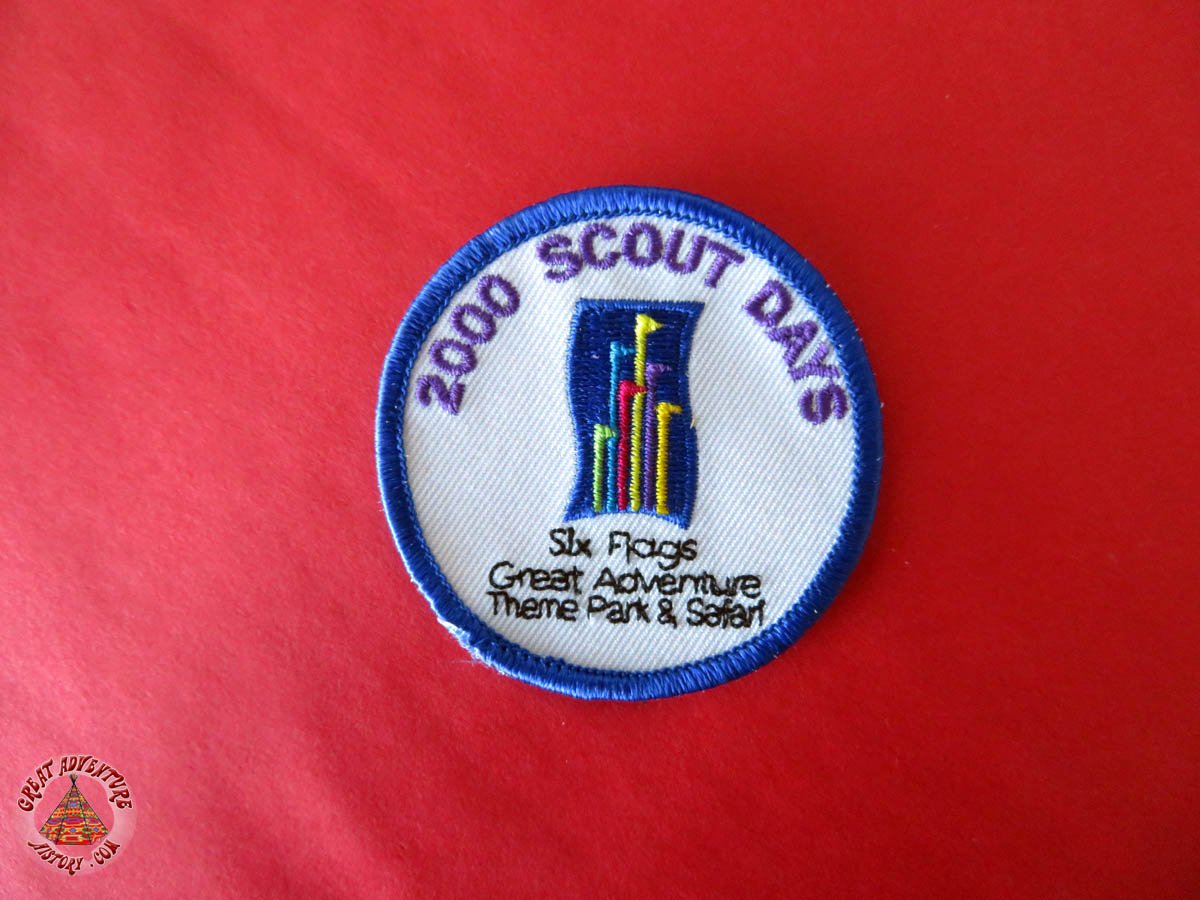 2000 SCOUT DAYS
Six Flags
Great Adventure
Theme Park & Safari
GREAT ADVENTURE
HISTORY.COM